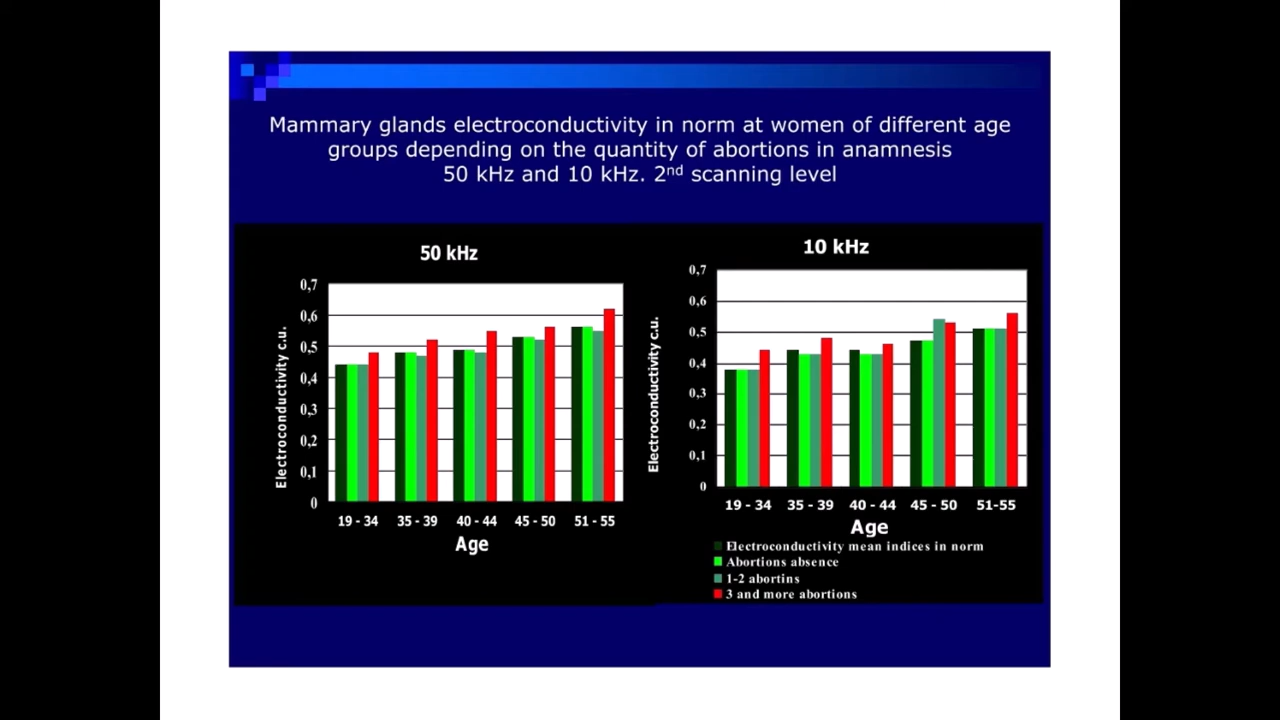 Mammary glands electroconductivity in norm at women of different age
groups depending on the quantity of abortions in anamnesis
50 kHz and 10 kHz. 2nd scanning level
50 kHz
Electroconductivity c.u.
0,7
0,6
0,5
0,4
0,3
0,2
0,1
0
19 - 34 35 - 39 40 - 44 45 - 50 51 - 55
Age
10 kHz
Electroconductivity c.u.
0,7
0,6
0,5
0,4
0,3
0,2
0,1
0
19 - 34 35 - 39 40 - 44 45 - 50 51-55
Age
Electroconductivity mean indices in norm
Abortions absence
1-2 abortins
3 and more abortions